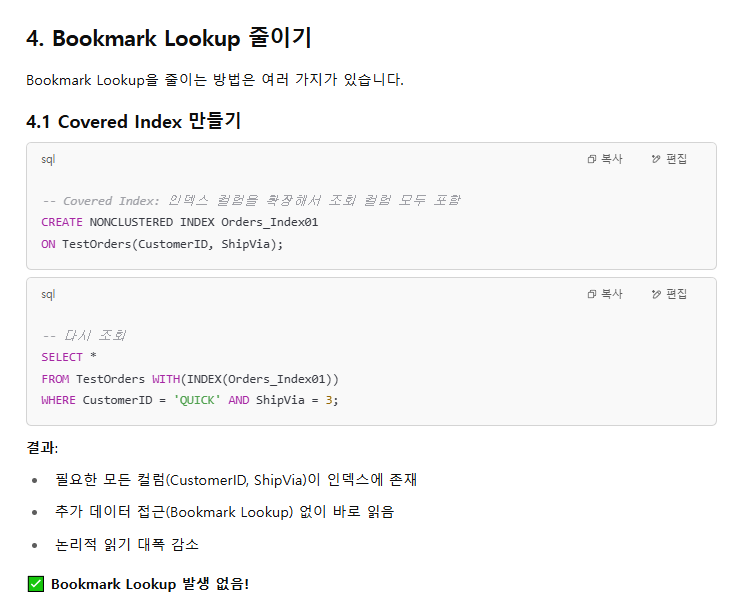 4. Bookmark Lookup 줄이기
Bookmark Lookup을 줄이는 방법은 여러 가지가 있습니다.
4.1 Covered Index 만들기
sql 복사 편집
-- Covered Index: 인덱스 컬럼을 확장해서 조회 컬럼 모두 포함
CREATE NONCLUSTERED INDEX Orders_Index01
ON TestOrders(CustomerID, ShipVia);
sql 복사 편집
-- 다시 조회
SELECT *
FROM TestOrders WITH(INDEX(Orders_Index01))
WHERE CustomerID = 'QUICK' AND ShipVia = 3;
결과:
• 필요한 모든 컬럼(CustomerID, ShipVia)이 인덱스에 존재
• 추가 데이터 접근(Bookmark Lookup) 없이 바로 읽음
• 논리적 읽기 대폭 감소
✅ Bookmark Lookup 발생 없음!